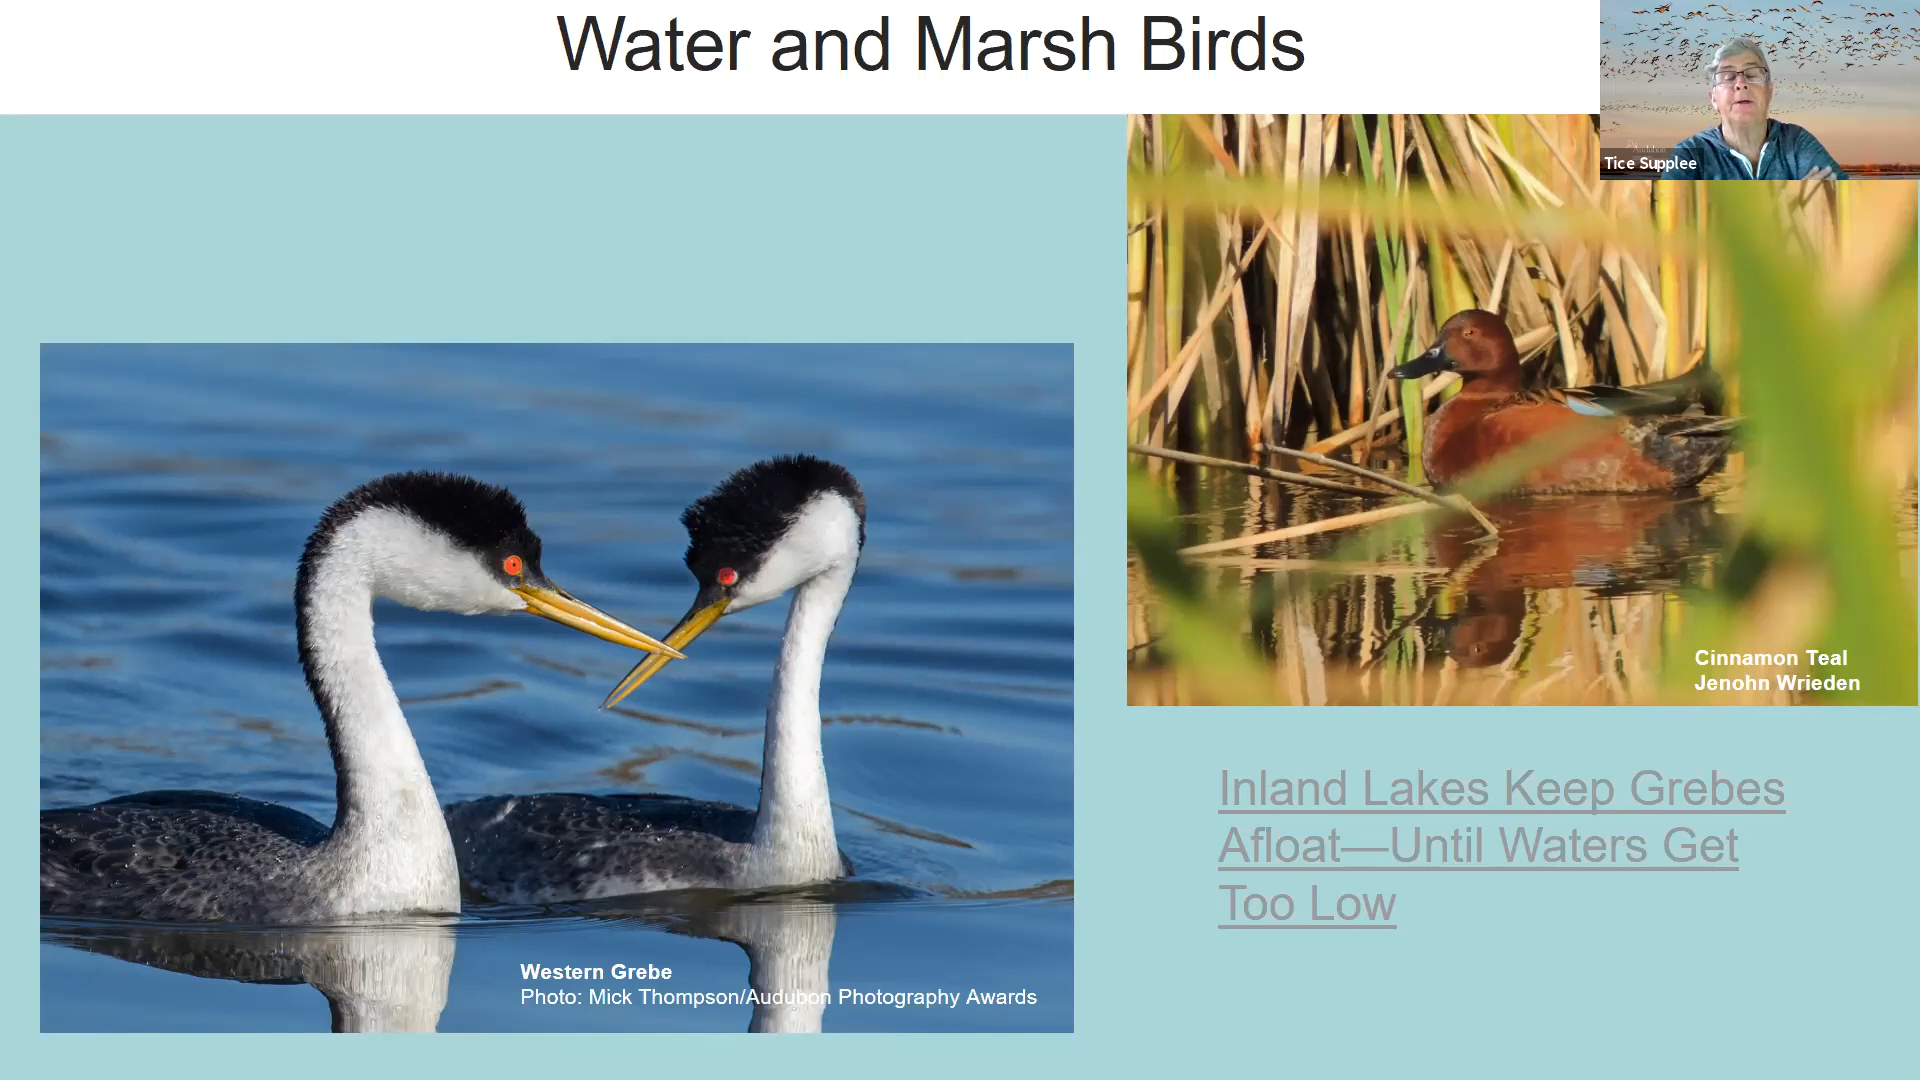 Water and Marsh Birds
Audubon
Tice Supplee
Cinnamon Teal
Jenohn Wrieden
Inland Lakes Keep Grebes
Afloat—Until Waters Get
Too Low
Western Grebe
Photo: Mick Thompson/Audubon Photography Awards